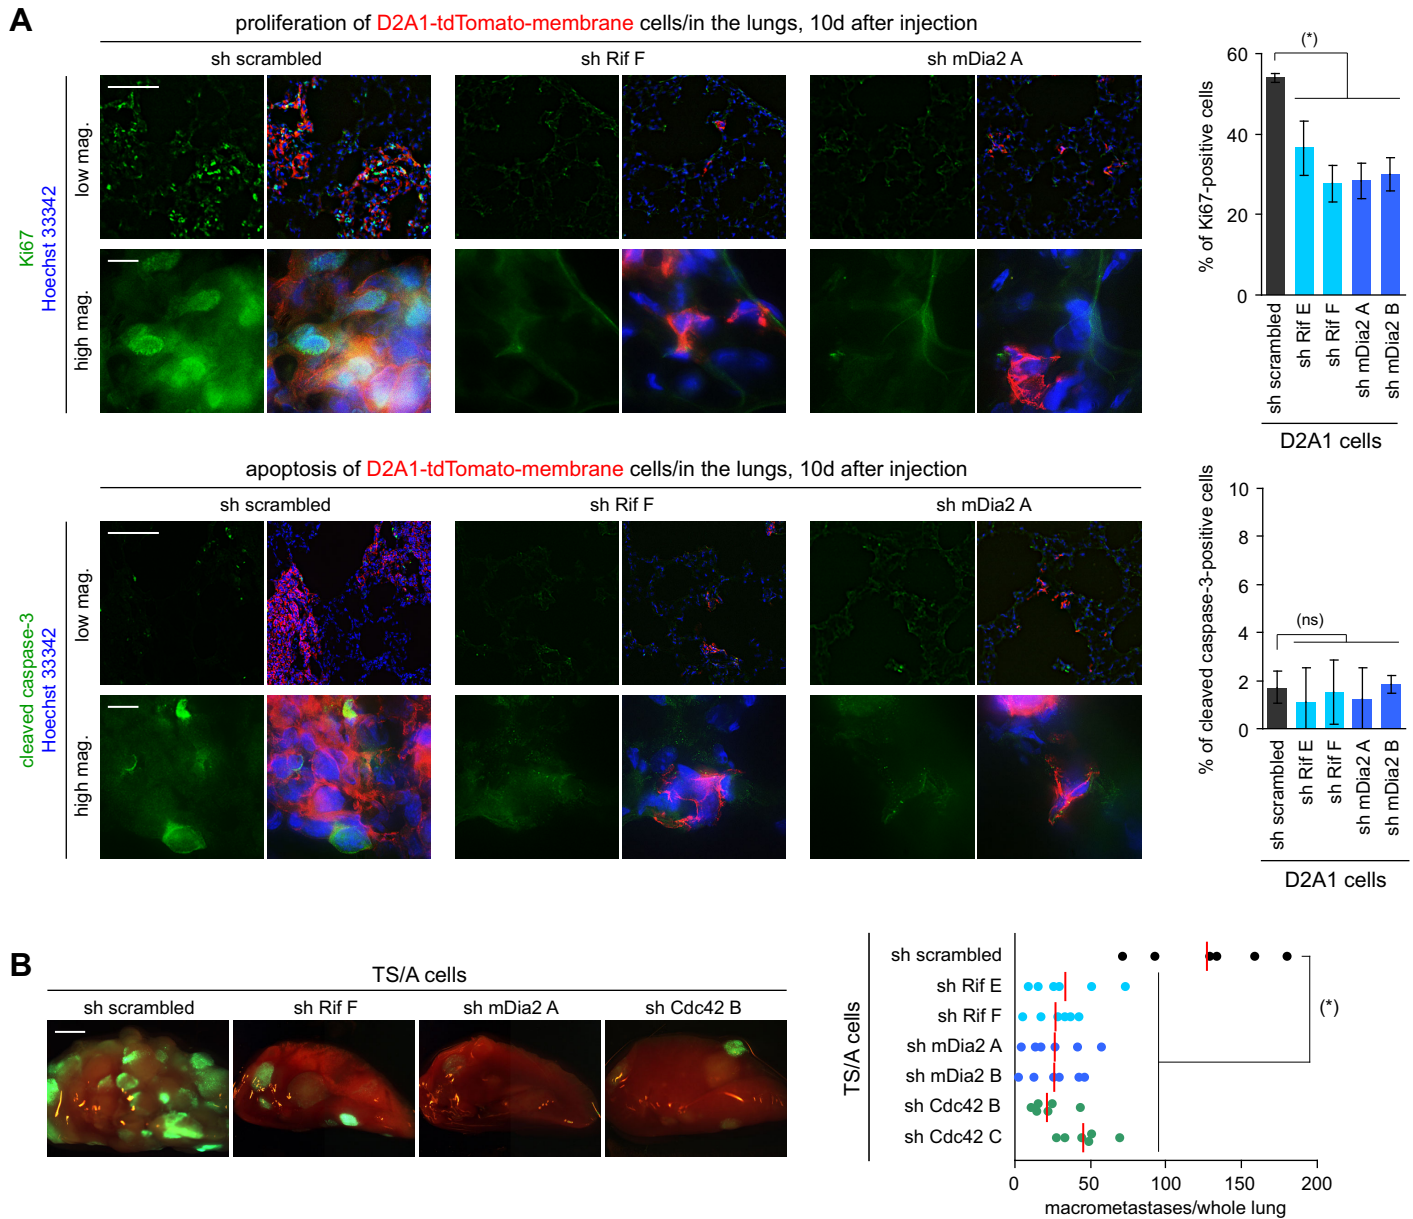 A
proliferation of D2A1-tdTomato-membrane cells/in the lungs, 10d after injection
sh scrambled
sh Rif F
sh mDia2 A
Ki67
Hoechst 33342
low mag.
high mag.
(*)
% of Ki67-positive cells
60
40
20
0
sh scrambled
sh Rif E
sh Rif F
sh mDia2 A
sh mDia2 B
D2A1 cells
apoptosis of D2A1-tdTomato-membrane cells/in the lungs, 10d after injection
sh scrambled
sh Rif F
sh mDia2 A
cleaved caspase-3
Hoechst 33342
low mag.
high mag.
% of cleaved caspase-3-positive cells
10
8
6
4
2
0
(ns)
sh scrambled
sh Rif E
sh Rif F
sh mDia2 A
sh mDia2 B
D2A1 cells
B
TS/A cells
sh scrambled
sh Rif F
sh mDia2 A
sh Cdc42 B
TS/A cells
sh scrambled
sh Rif E
sh Rif F
sh mDia2 A
sh mDia2 B
sh Cdc42 B
sh Cdc42 C
(*)
0 50 100 150 200
macrometastases/whole lung